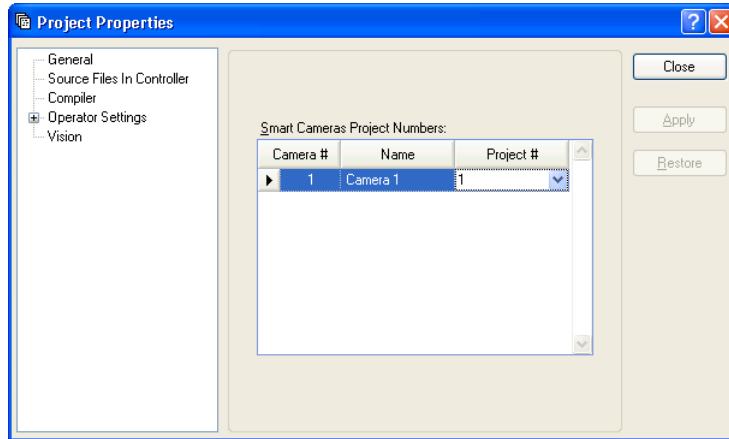 Project Properties
General
Source Files In Controller
Compiler
Operator Settings
Vision
Smart Cameras Project Numbers:
Camera # Name Project #
1 Camera 1 1
Close
Apply
Restore